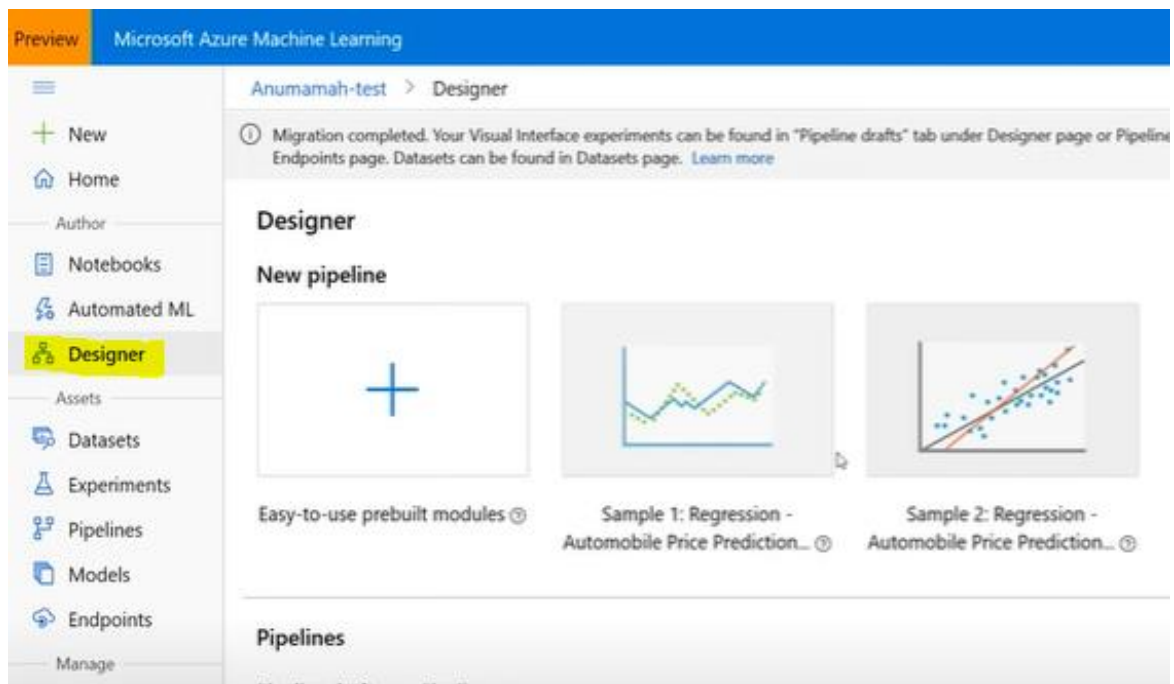 Preview
Microsoft Azure Machine Learning
Anumamah-test > Designer
New
Migration completed. Your Visual Interface experiments can be found in "Pipeline drafts" tab under Designer page or Pipeline
Endpoints page. Datasets can be found in Datasets page. Learn more
Home
Author
Designer
Notebooks
New pipeline
Automated ML
Designer
Assets
Datasets
Experiments
Easy-to-use prebuilt modules
Sample 1: Regression -
Automobile Price Prediction...
Sample 2: Regression -
Automobile Price Prediction...
Pipelines
Models
Endpoints
Pipelines
Manage